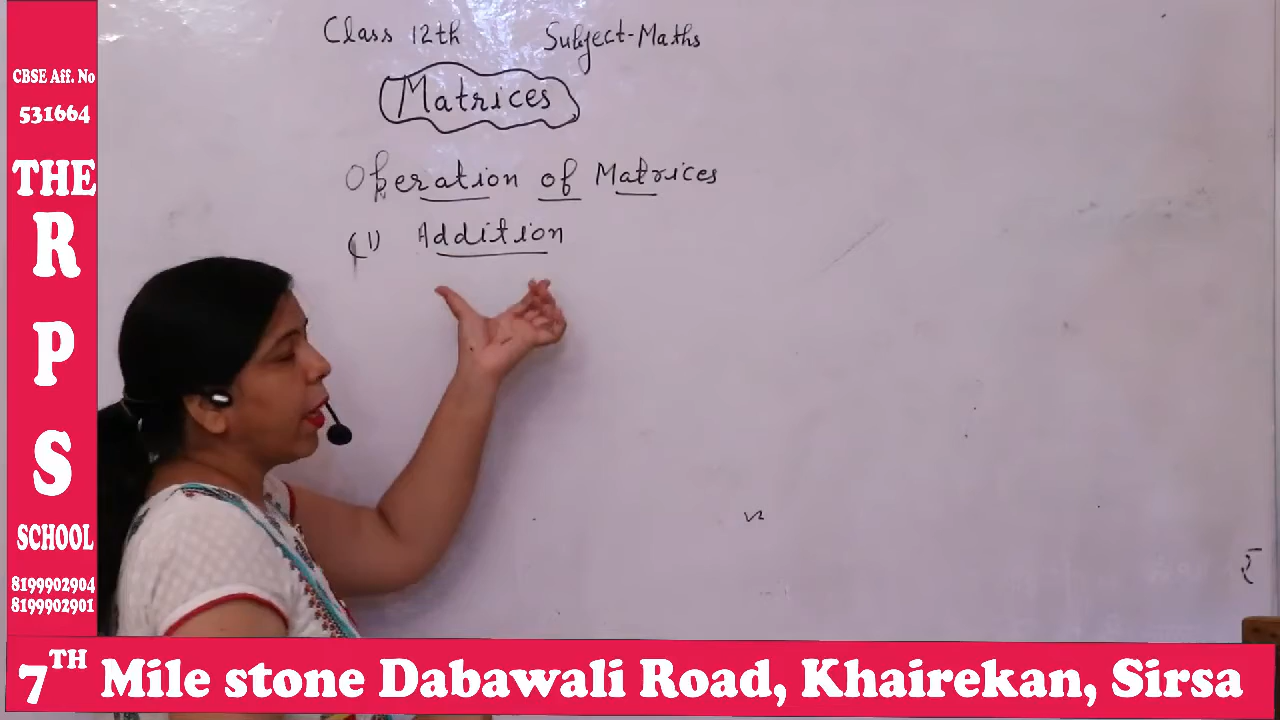 CBSE Aff. No
531664
THE
R
P
S
SCHOOL
8199902904
8199902901
Class 12th Subject-Maths
Matrices
Operation of Matrices
(1) Addition
7TH Mile stone Dabawali Road, Khairekan, Sirsa